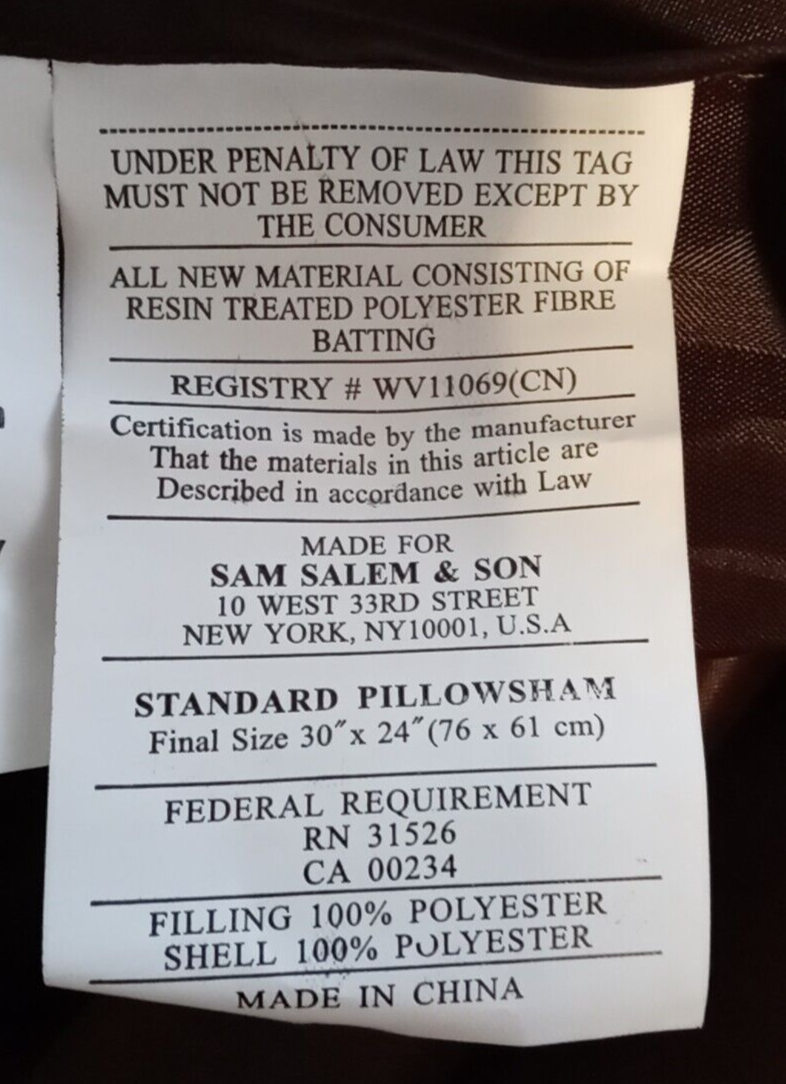 UNDER PENALTY OF LAW THIS TAG
MUST NOT BE REMOVED EXCEPT BY
THE CONSUMER
ALL NEW MATERIAL CONSISTING OF
RESIN TREATED POLYESTER FIBRE
BATTING
REGISTRY # WV11069(CN)
Certification is made by the manufacturer
That the materials in this article are
Described in accordance with Law
MADE FOR
SAM SALEM & SON
10 WEST 33RD STREET
NEW YORK, NY10001, U.S.A
STANDARD PILLOWSHAM
Final Size 30″x 24″(76 x 61 cm)
FEDERAL REQUIREMENT
RN 31526
CA 00234
FILLING 100% POLYESTER
SHELL 100% POLYESTER
MADE IN CHINA